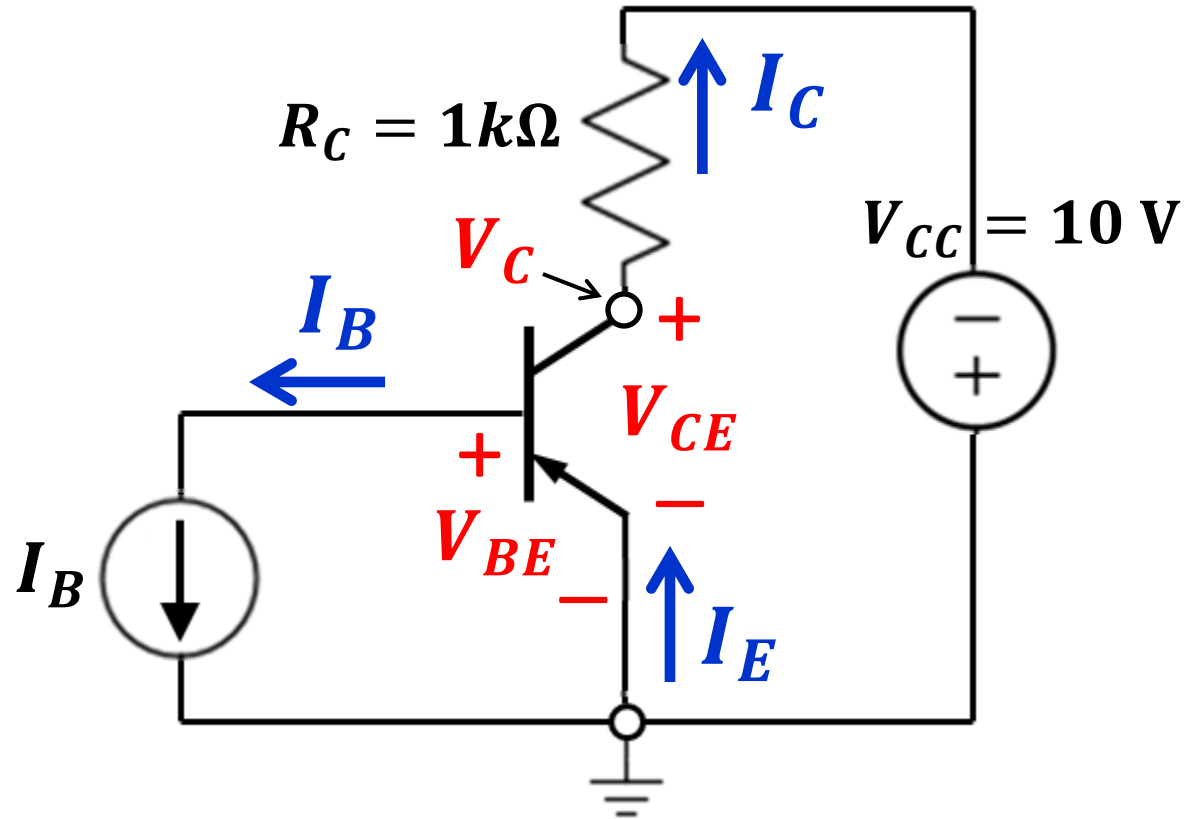 I_C
R_C = 1kΩ
V_CC = 10 V
V_C
I_B
+
V_CE
−
−
+
+
V_BE
−
I_B
I_E